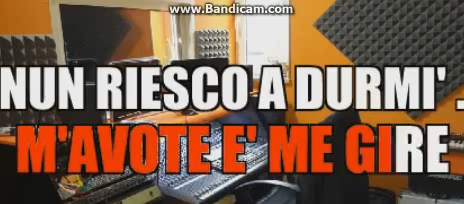 www.Bandicam.com
NUN RIESCO A DURMI' .
M'AVOTE E' ME GIRE